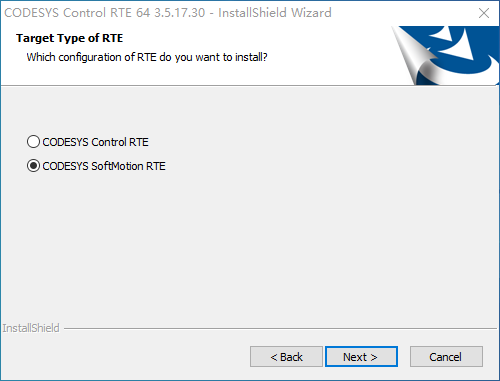 CODESYS Control RTE 64 3.5.17.30 - InstallShield Wizard
Target Type of RTE
Which configuration of RTE do you want to install?
CODESYS Control RTE
CODESYS SoftMotion RTE
InstallShield
< Back Next > Cancel